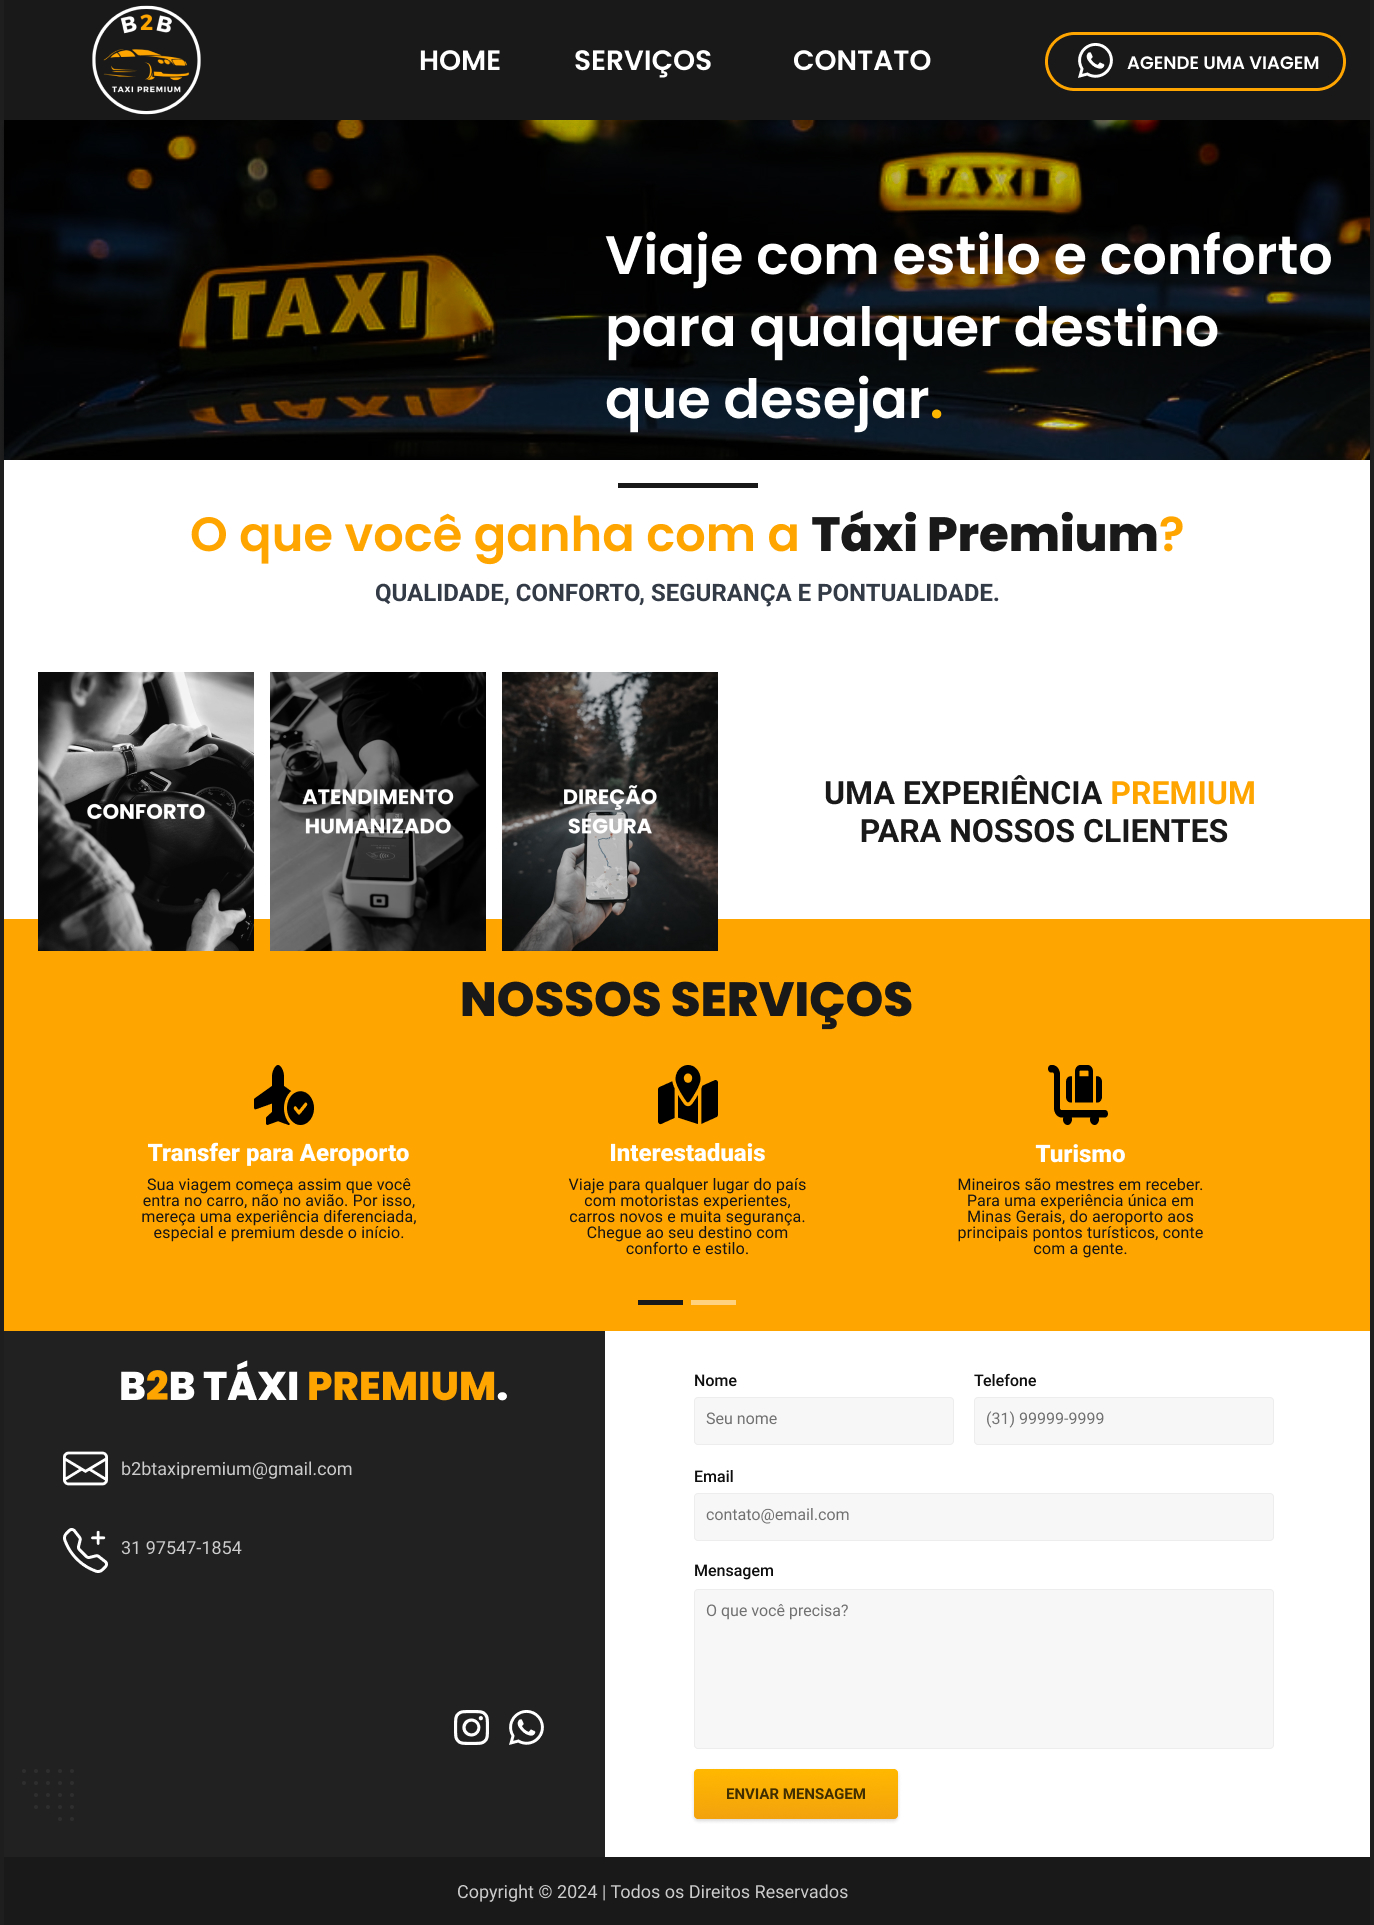 B2B
TAXI PREMIUM
HOME
SERVIÇOS
CONTATO
AGENDE UMA VIAGEM
TAXI
TAXI
Viaje com estilo e conforto
para qualquer destino
que desejar.
O que você ganha com a Táxi Premium?
QUALIDADE, CONFORTO, SEGURANÇA E PONTUALIDADE.
CONFORTO
ATENDIMENTO
HUMANIZADO
DIREÇÃO
SEGURA
UMA EXPERIÊNCIA PREMIUM
PARA NOSSOS CLIENTES
NOSSOS SERVIÇOS
Transfer para Aeroporto
Sua viagem começa assim que você
entra no carro, não no avião. Por isso,
mereça uma experiência diferenciada,
especial e premium desde o início.
Interestaduais
Viaje para qualquer lugar do país
com motoristas experientes,
carros novos e muita segurança.
Chegue ao seu destino com
conforto e estilo.
Turismo
Mineiros são mestres em receber.
Para uma experiência única em
Minas Gerais, do aeroporto aos
principais pontos turísticos, conte
com a gente.
B2B TÁXI PREMIUM.
b2btaxipremium@gmail.com
31 97547-1854
Nome
Seu nome
Telefone
(31) 99999-9999
Email
contato@email.com
Mensagem
O que você precisa?
ENVIAR MENSAGEM
Copyright © 2024 | Todos os Direitos Reservados